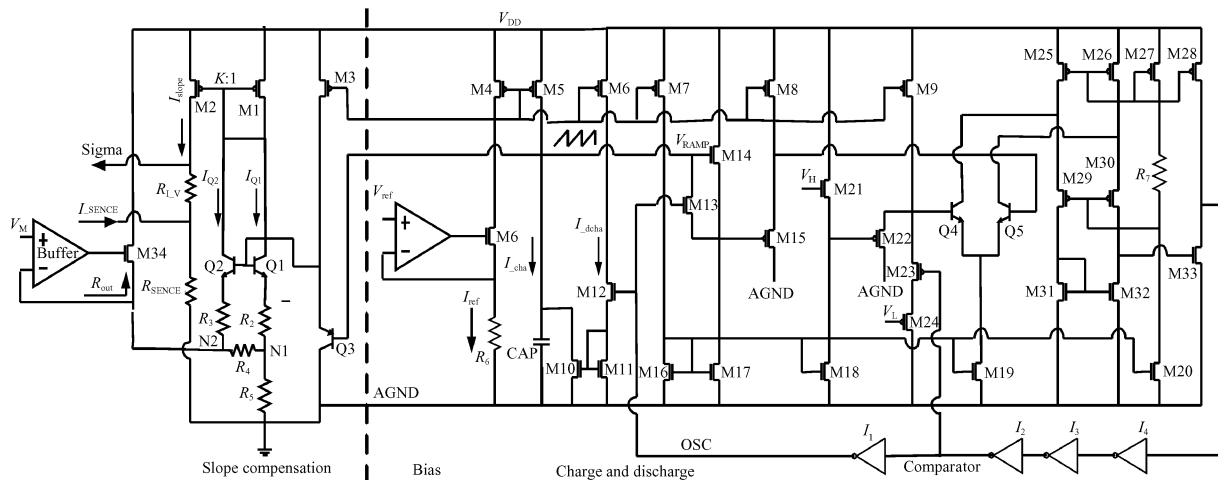 V_DD
K:1
I_slope
M2
M1
M3
M4
M5
M6
M7
M8
M9
M25
M26
M27
M28
Sigma
R_I_V
I_Q2
I_Q1
V_ref
V_RAMP
M14
V_H
M21
M29
M30
R_7
I_SENCE
V_M
Buffer
M34
Q2
Q1
M6
I_cha
I_dcha
M13
M15
M22
Q4
Q5
M33
R_out
R_SENCE
M12
AGND
AGND
M23
M31
M32
R_3
R_2
I_ref
V_L
M24
N2
N1
R_4
Q3
R_6
CAP
M10
M11
M16
M17
M18
M19
M20
R_5
AGND
OSC
I_1
I_2
I_3
I_4
Slope compensation
Bias
Charge and discharge
Comparator